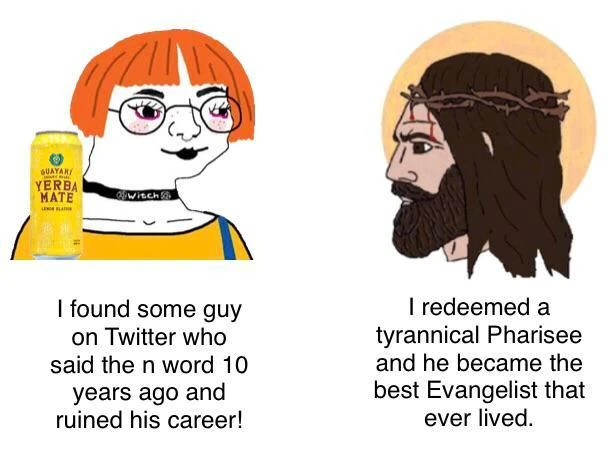 GUAYAKI
YERBA
MATE
Witch
I found some guy
on Twitter who
said the n word 10
years ago and
ruined his career!
I redeemed a
tyrannical Pharisee
and he became the
best Evangelist that
ever lived.